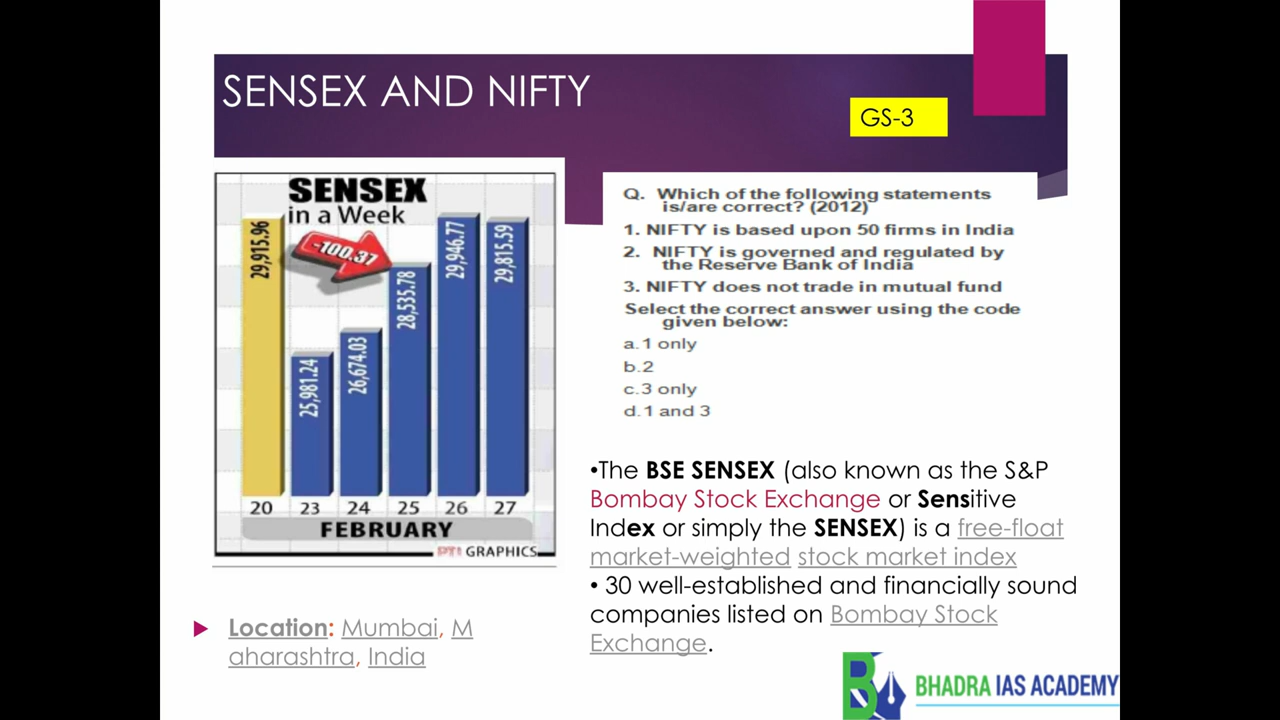 SENSEX AND NIFTY
GS-3
SENSEX
in a Week
-100.37
29,915.96
25,981.24
26,674.03
28,535.78
29,946.77
29,815.59
20 23 24 25 26 27
FEBRUARY
PTI GRAPHICS
Q. Which of the following statements
is/are correct? (2012)
1. NIFTY is based upon 50 firms in India
2. NIFTY is governed and regulated by
the Reserve Bank of India
3. NIFTY does not trade in mutual fund
Select the correct answer using the code
given below:
a.1 only
b.2
c.3 only
d.1 and 3
•The BSE SENSEX (also known as the S&P
Bombay Stock Exchange or Sensitive
Index or simply the SENSEX) is a free-float
market-weighted stock market index
• 30 well-established and financially sound
companies listed on Bombay Stock
Exchange.
Location: Mumbai, M
aharashtra, India
B
BHADRA IAS ACADEMY